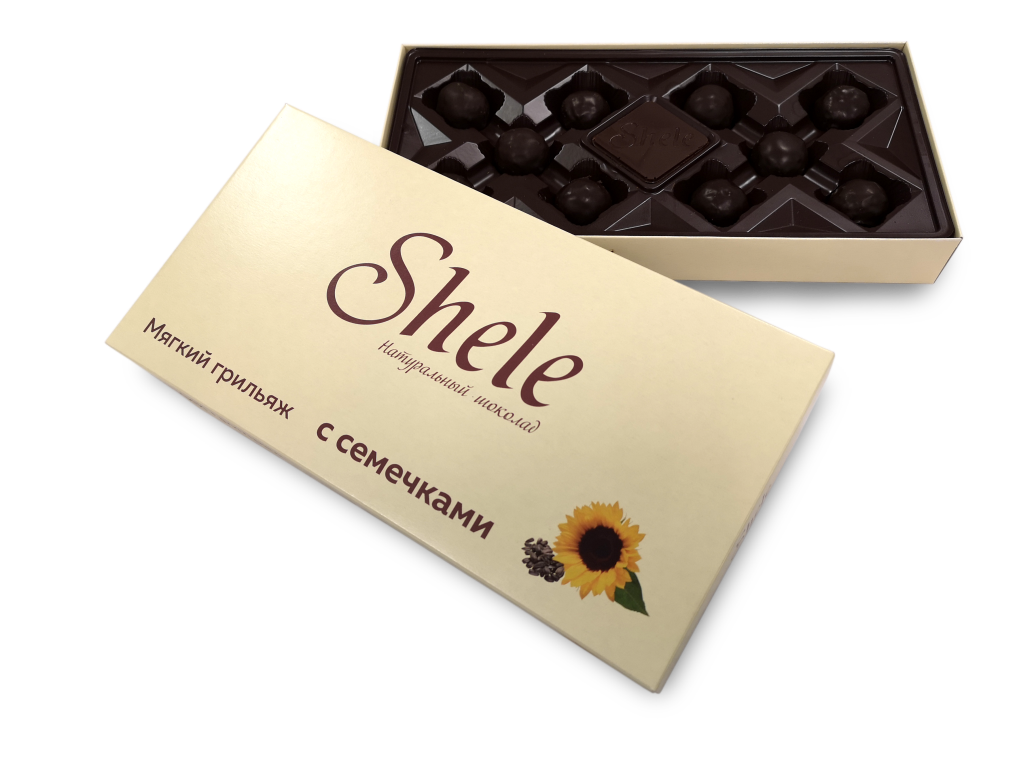 Shele
Shele
Натуральный шоколад
Мягкий грильяж
с семечками